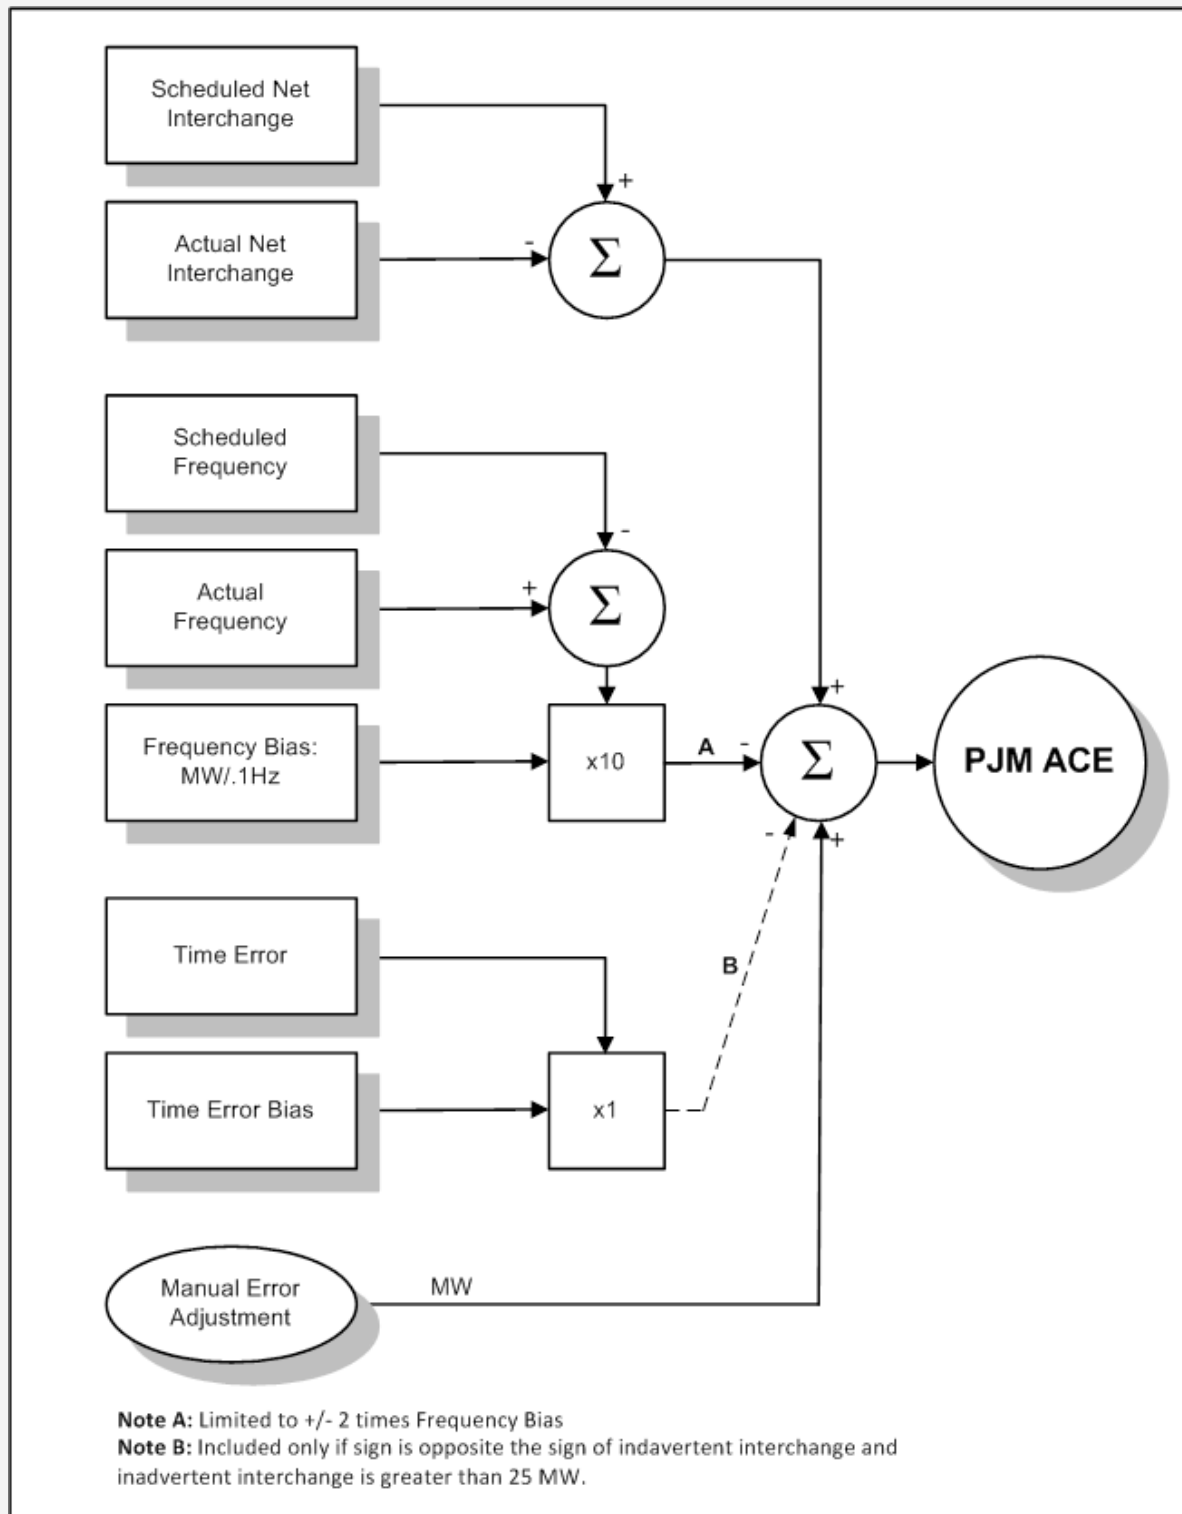 Scheduled Net
Interchange
+
Actual Net
Interchange
-
Σ
Scheduled
Frequency
-
Actual
Frequency
+
Σ
Frequency Bias:
MW/.1Hz
x10
A
-
+
Σ
PJM ACE
-
+
Time Error
B
Time Error Bias
x1
Manual Error
Adjustment
MW
Note A: Limited to +/- 2 times Frequency Bias
Note B: Included only if sign is opposite the sign of indavertent interchange and
inadvertent interchange is greater than 25 MW.